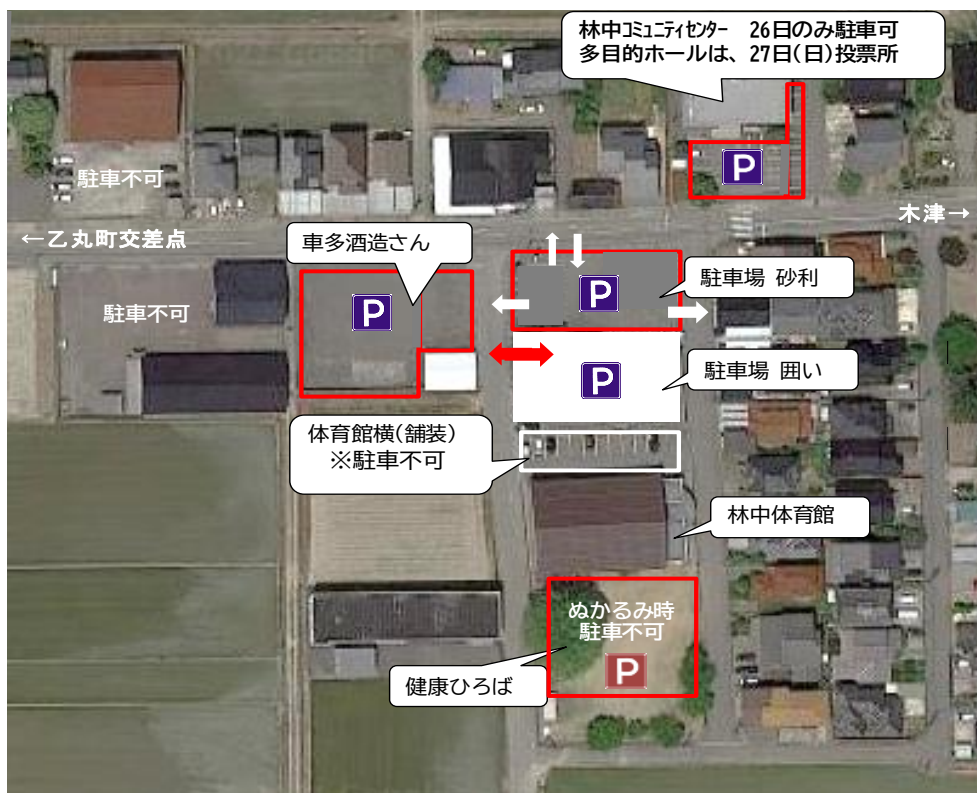 林中コミュニティセンター　26日のみ駐車可
多目的ホールは、27日(日)投票所
駐車不可
P
木津→
←乙丸町交差点
車多酒造さん
駐車場 砂利
P
P
駐車不可
駐車場 囲い
P
体育館横(舗装)
※駐車不可
林中体育館
ぬかるみ時
駐車不可
P
健康ひろば